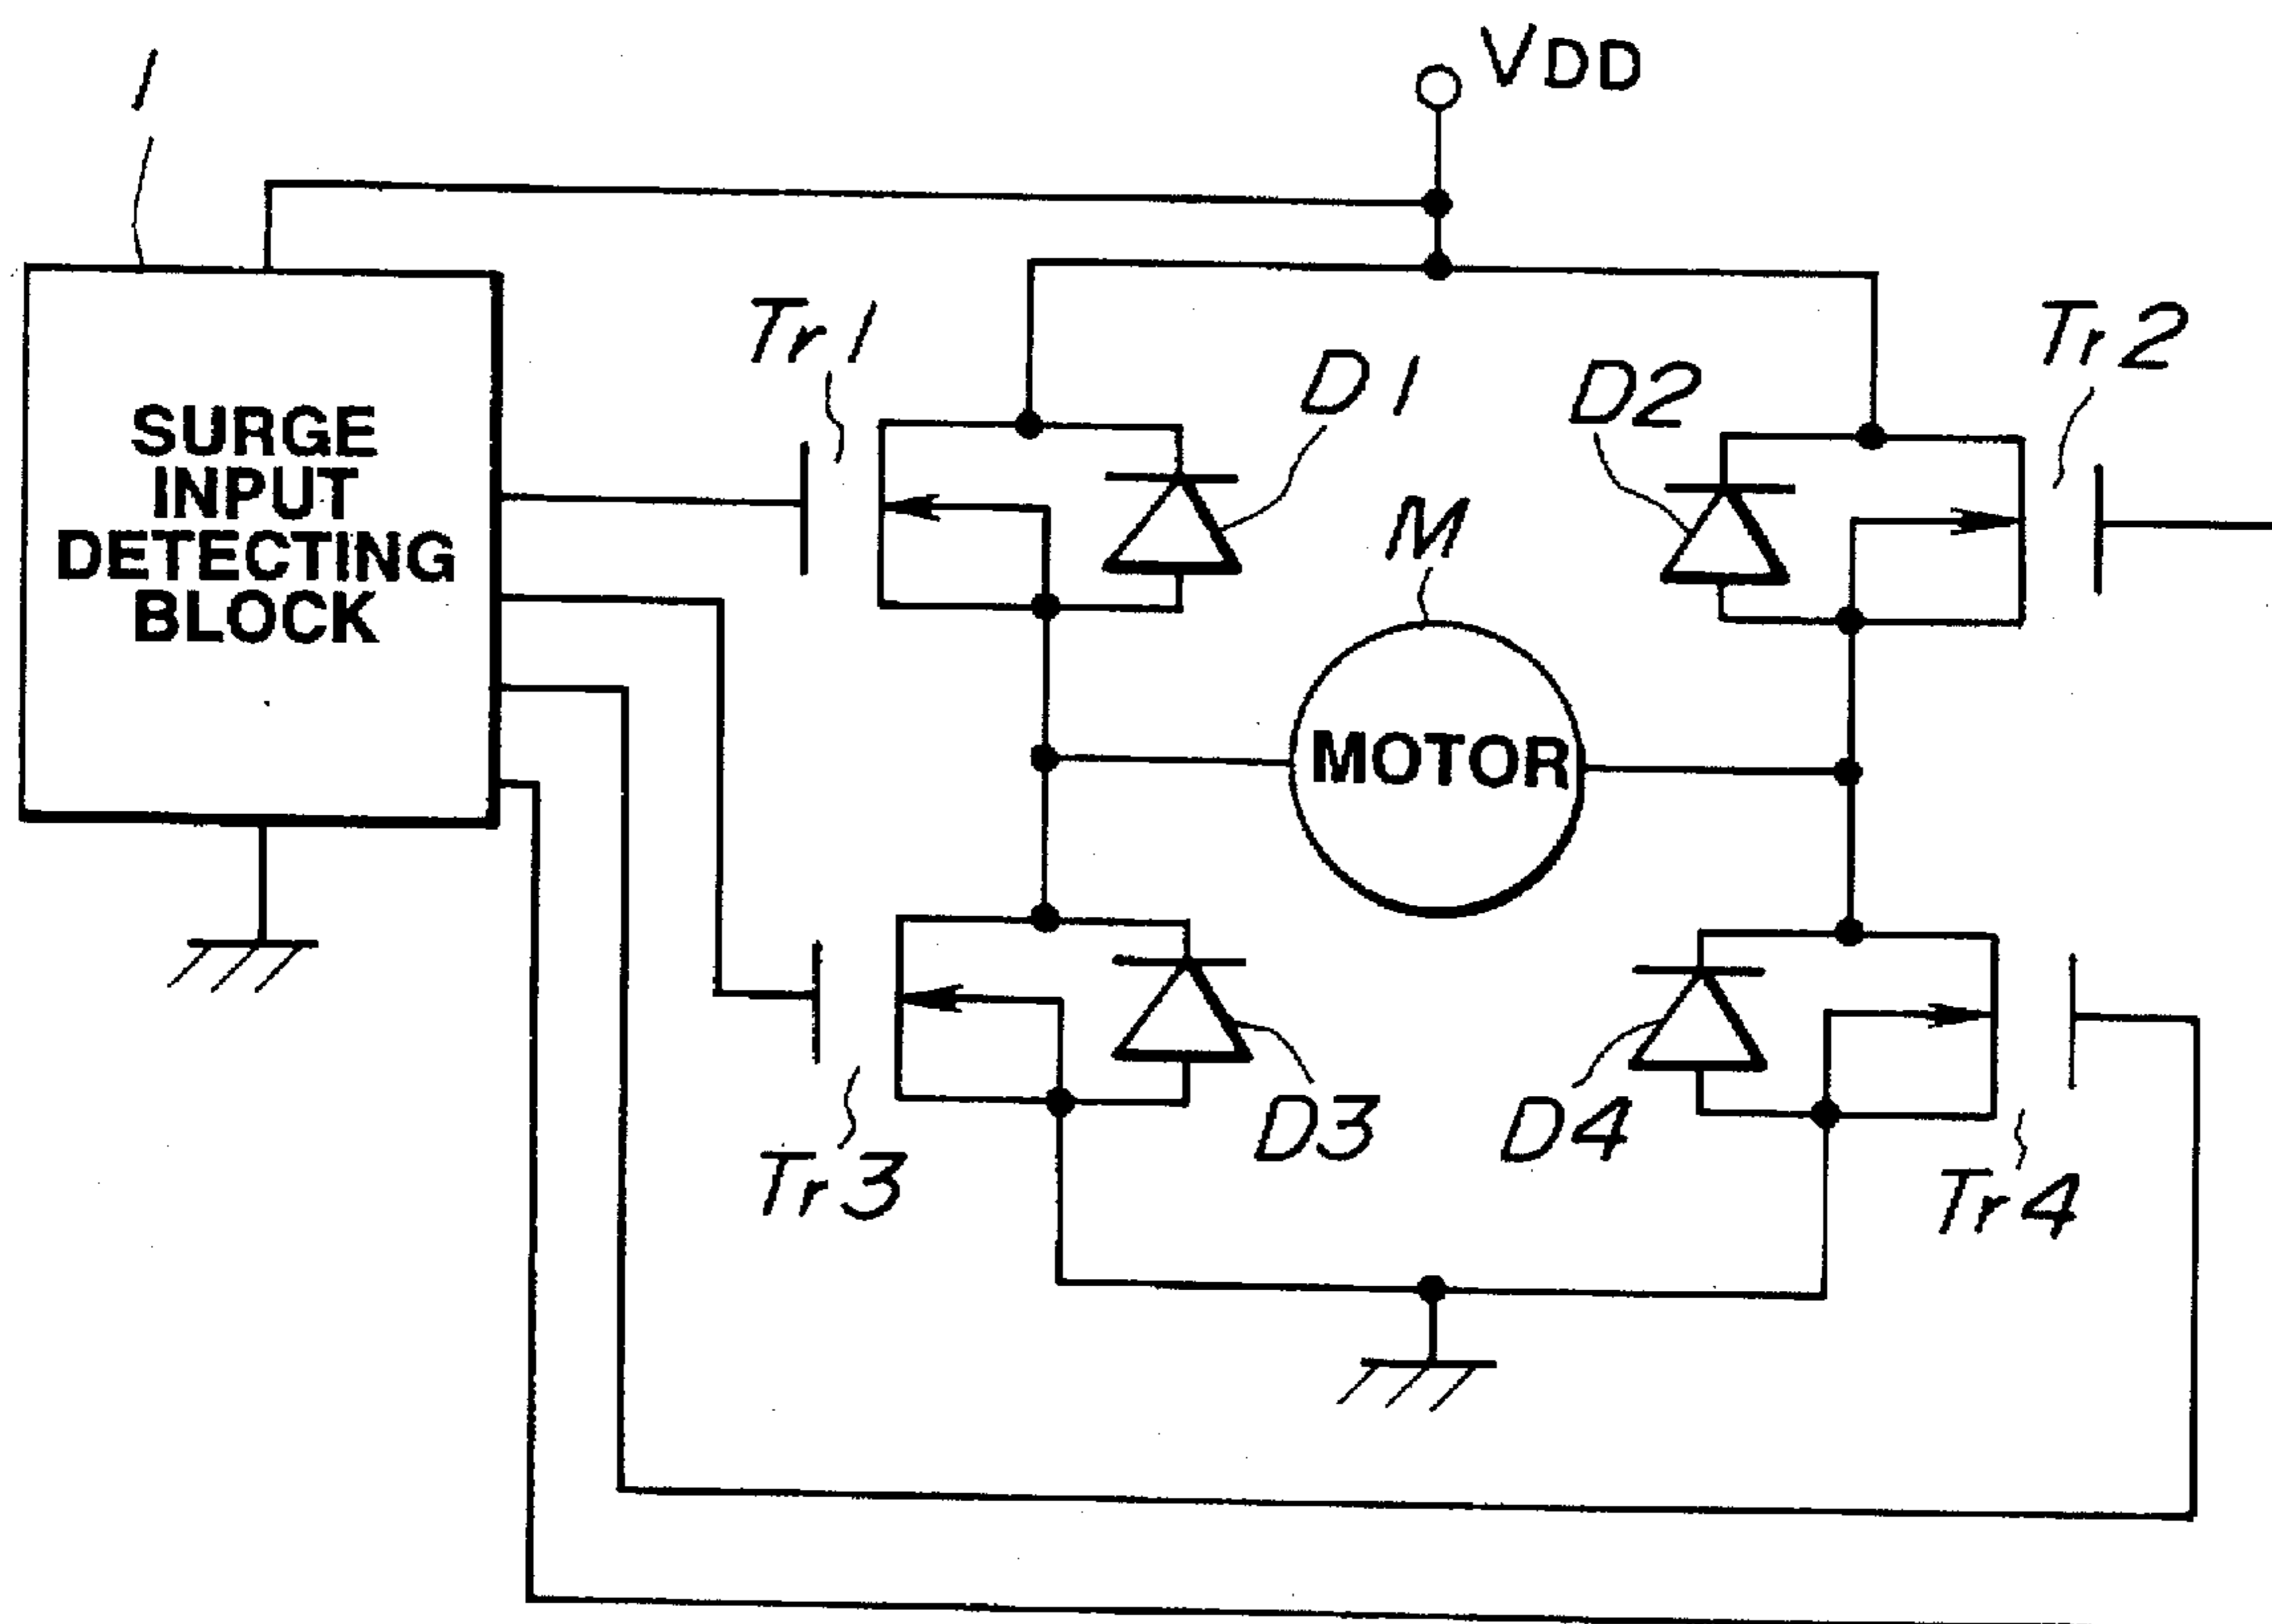 1
VDD
Tr1
D1
D2
Tr2
SURGE
INPUT
DETECTING
BLOCK
M
MOTOR
Tr3
D3
D4
Tr4